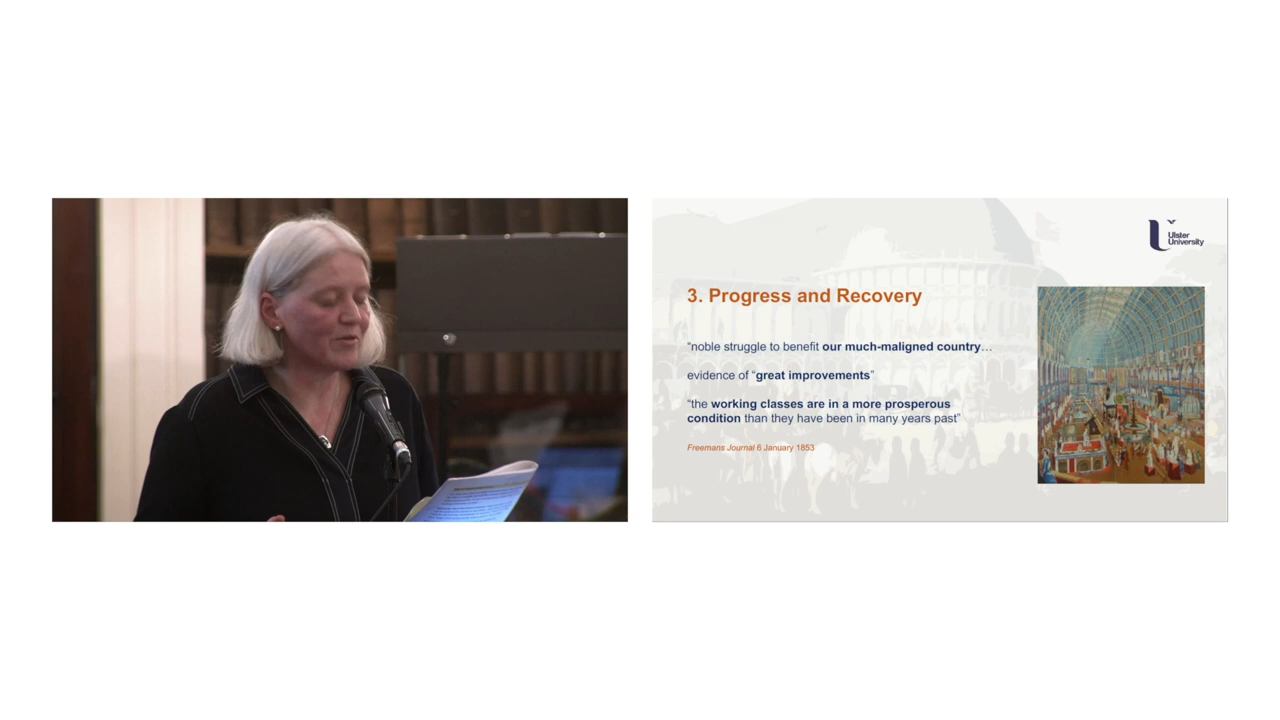 Ulster
University
3. Progress and Recovery
“noble struggle to benefit our much-maligned country…
evidence of “great improvements”
“the working classes are in a more prosperous
condition than they have been in many years past”
Freemans Journal 6 January 1853